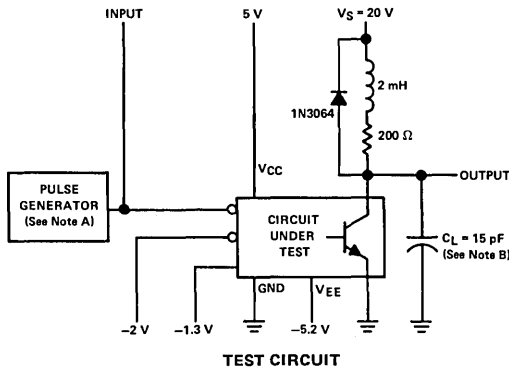 INPUT
5 V
VS = 20 V
2 mH
1N3064
200 Ω
VCC
OUTPUT
PULSE
GENERATOR
(See Note A)
CIRCUIT
UNDER
TEST
CL = 15 pF
(See Note B)
GND
VEE
–2 V
–1.3 V
–5.2 V
TEST CIRCUIT